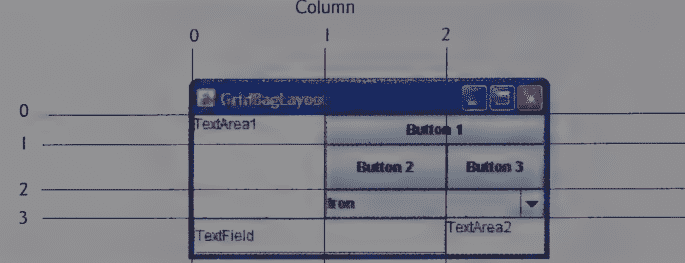 Column
0 1 2
GridBagLayout
0
TextArea1 Button 1
1
Button 2 Button 3
2
Iron
3
TextField TextArea2